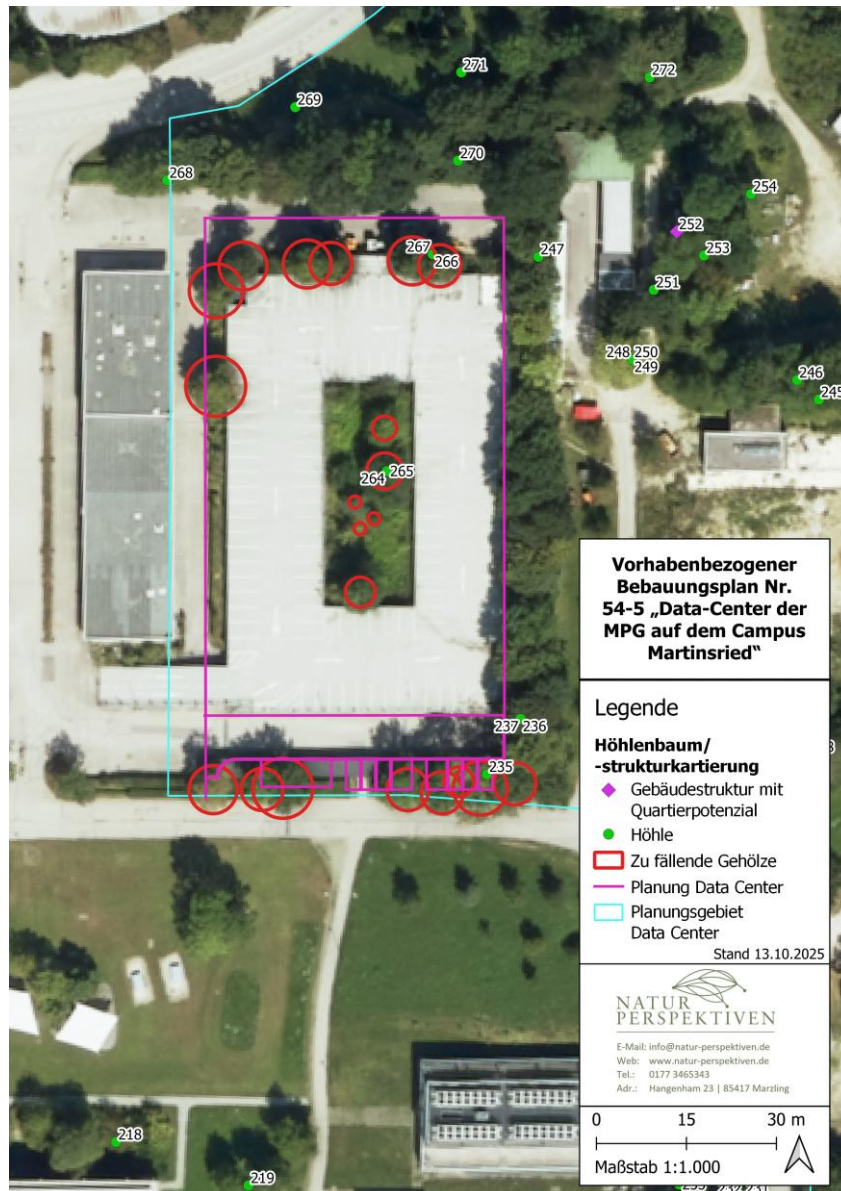 271
272
269
270
268
254
252
267
266
247
253
251
248 250
249
246
245
264 265
237 236
235
218
219
Vorhabenbezogener
Bebauungsplan Nr.
54-5 „Data-Center der
MPG auf dem Campus
Martinsried“
Legende
Höhlenbaum/
-strukturkartierung
Gebäudestruktur mit
Quartierpotenzial
Höhle
Zu fällende Gehölze
Planung Data Center
Planungsgebiet
Data Center
Stand 13.10.2025
NATUR
PERSPEKTIVEN
E-Mail: info@natur-perspektiven.de
Web: www.natur-perspektiven.de
Tel.: 0177 3465343
Adr.: Hangenham 23 | 85417 Marzling
0 15 30 m
Maßstab 1:1.000